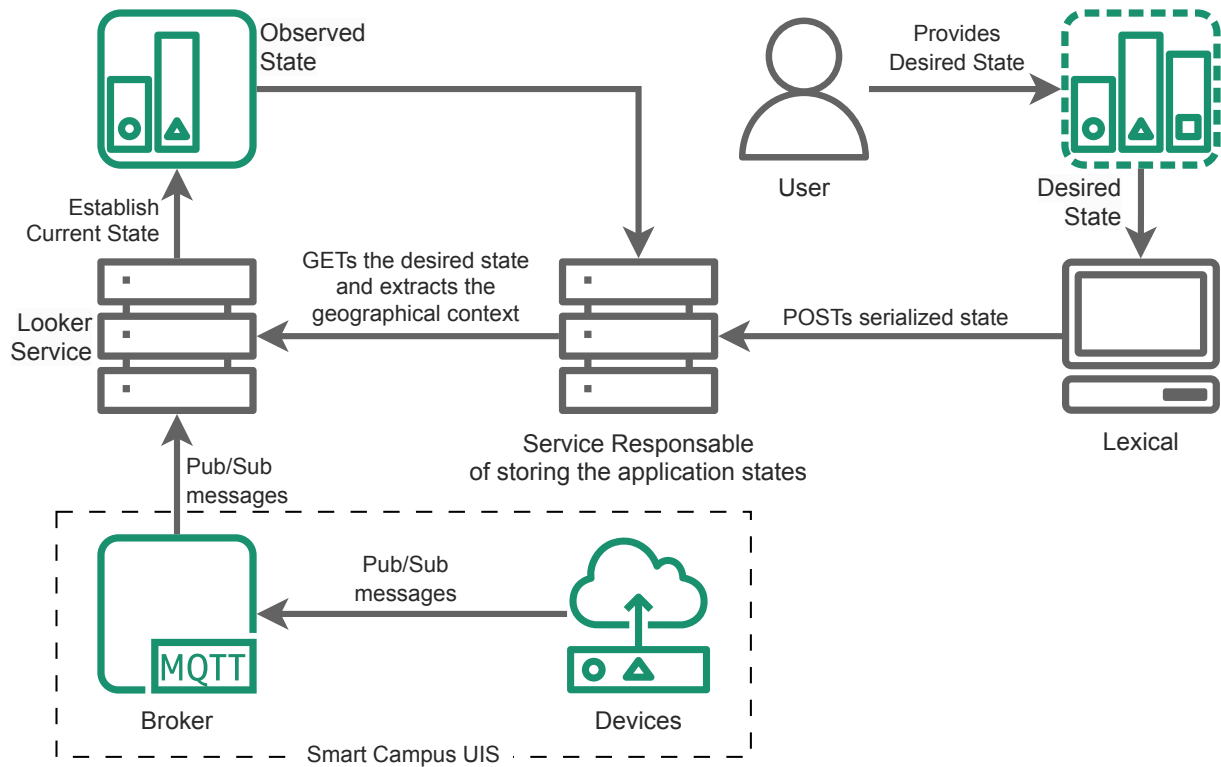 Observed
State
Provides
Desired State
User
Desired
State
Establish
Current State
GETs the desired state
and extracts the
geographical context
POSTs serialized state
Looker
Service
Service Responsable
of storing the application states
Lexical
Pub/Sub
messages
Pub/Sub
messages
MQTT
Broker
Devices
Smart Campus UIS